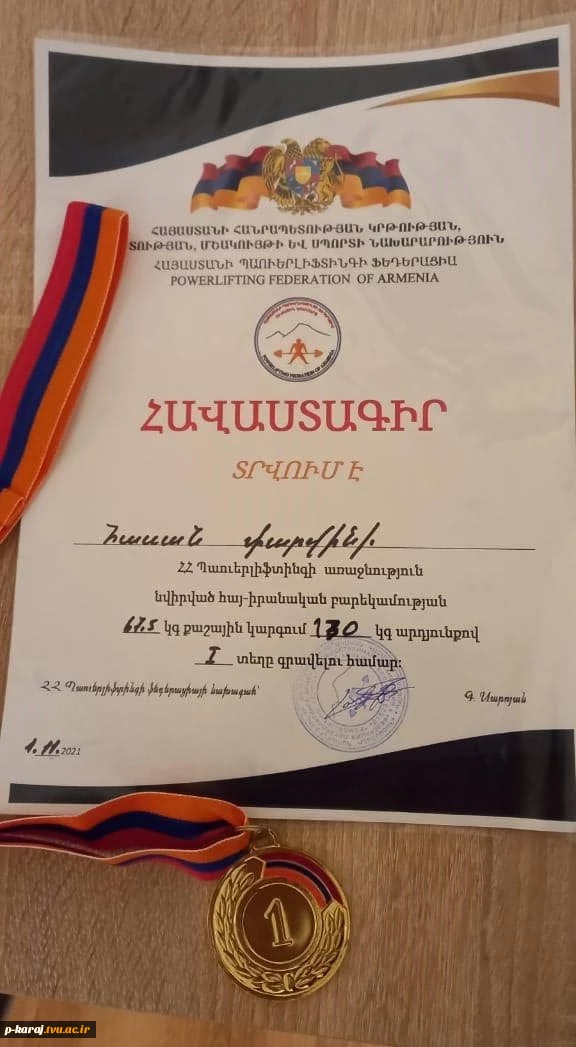 ՀԱՅԱՍՏԱՆԻ ՀԱՆՐԱՊԵՏՈՒԹՅԱՆ ԿՐԹՈՒԹՅԱՆ,
ՏՈՒԹՅԱՆ, ՄՇԱԿՈՒՅԹԻ ԵՎ ՍՊՈՐՏԻ ՆԱԽԱՐԱՐՈՒԹՅՈՒՆ
ՀԱՅԱՍՏԱՆԻ ՊԱՈՒԵՐԼԻՖՏԻՆԳԻ ՖԵԴԵՐԱՑԻԱ
POWERLIFTING FEDERATION OF ARMENIA
ՀԱՎԱՍՏԱԳԻՐ
ՏՐՎՈՒՄ Է
Հասան
ՀՀ Պաուերլիֆտինգի առաջնություն
նվիրված հայ-իրանական բարեկամության
67.5 կգ քաշային կարգում 130 կգ արդյունքով
I տեղը գրավելու համար:
ՀՀ Պաուերլիֆտինգի ֆեդերացիայի նախագահ՝
Գ. Սարոյան
1.11.2021
1
p-karaj.tvu.ac.ir